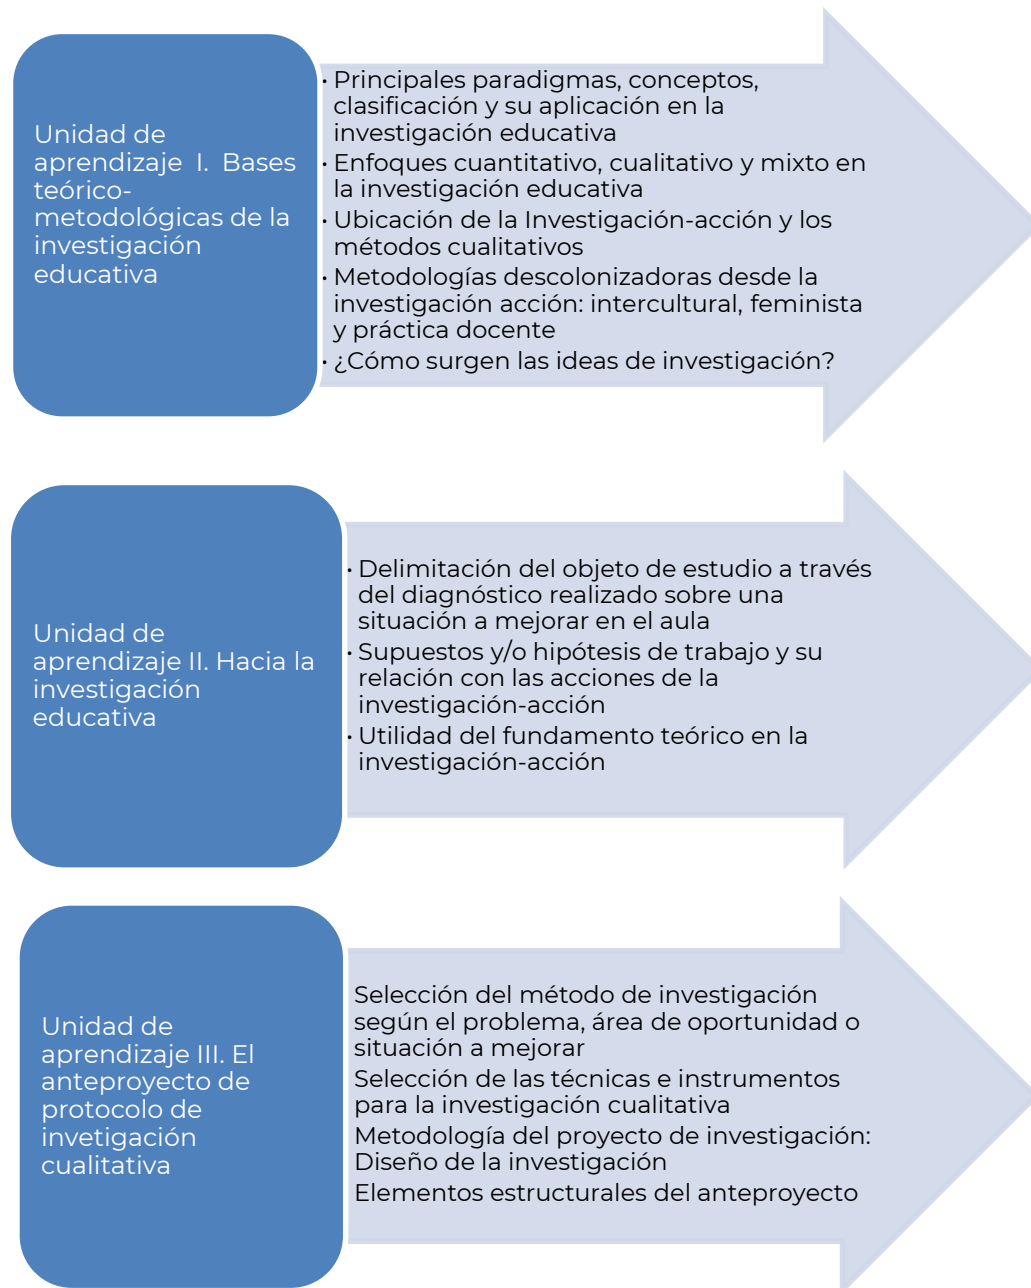 Unidad de
aprendizaje I. Bases
teórico-
metodológicas de la
investigación
educativa
· Principales paradigmas, conceptos,
clasificación y su aplicación en la
investigación educativa
· Enfoques cuantitativo, cualitativo y mixto en
la investigación educativa
· Ubicación de la Investigación-acción y los
métodos cualitativos
· Metodologías descolonizadoras desde la
investigación acción: intercultural, feminista
y práctica docente
· ¿Cómo surgen las ideas de investigación?
Unidad de
aprendizaje II. Hacia la
investigación
educativa
· Delimitación del objeto de estudio a través
del diagnóstico realizado sobre una
situación a mejorar en el aula
· Supuestos y/o hipótesis de trabajo y su
relación con las acciones de la
investigación-acción
· Utilidad del fundamento teórico en la
investigación-acción
Unidad de
aprendizaje III. El
anteproyecto de
protocolo de
invetigación
cualitativa
Selección del método de investigación
según el problema, área de oportunidad o
situación a mejorar
Selección de las técnicas e instrumentos
para la investigación cualitativa
Metodología del proyecto de investigación:
Diseño de la investigación
Elementos estructurales del anteproyecto